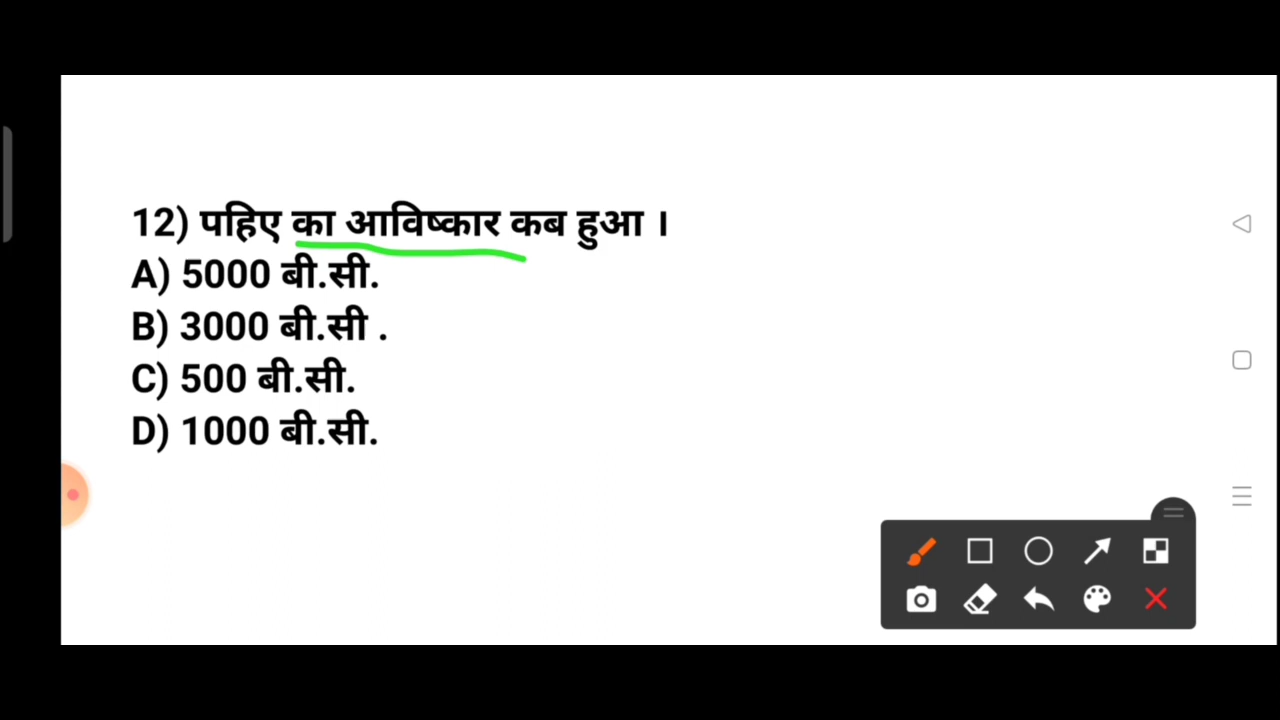 12) पहिए का आविष्कार कब हुआ ।
A) 5000 बी.सी.
B) 3000 बी.सी .
C) 500 बी.सी.
D) 1000 बी.सी.